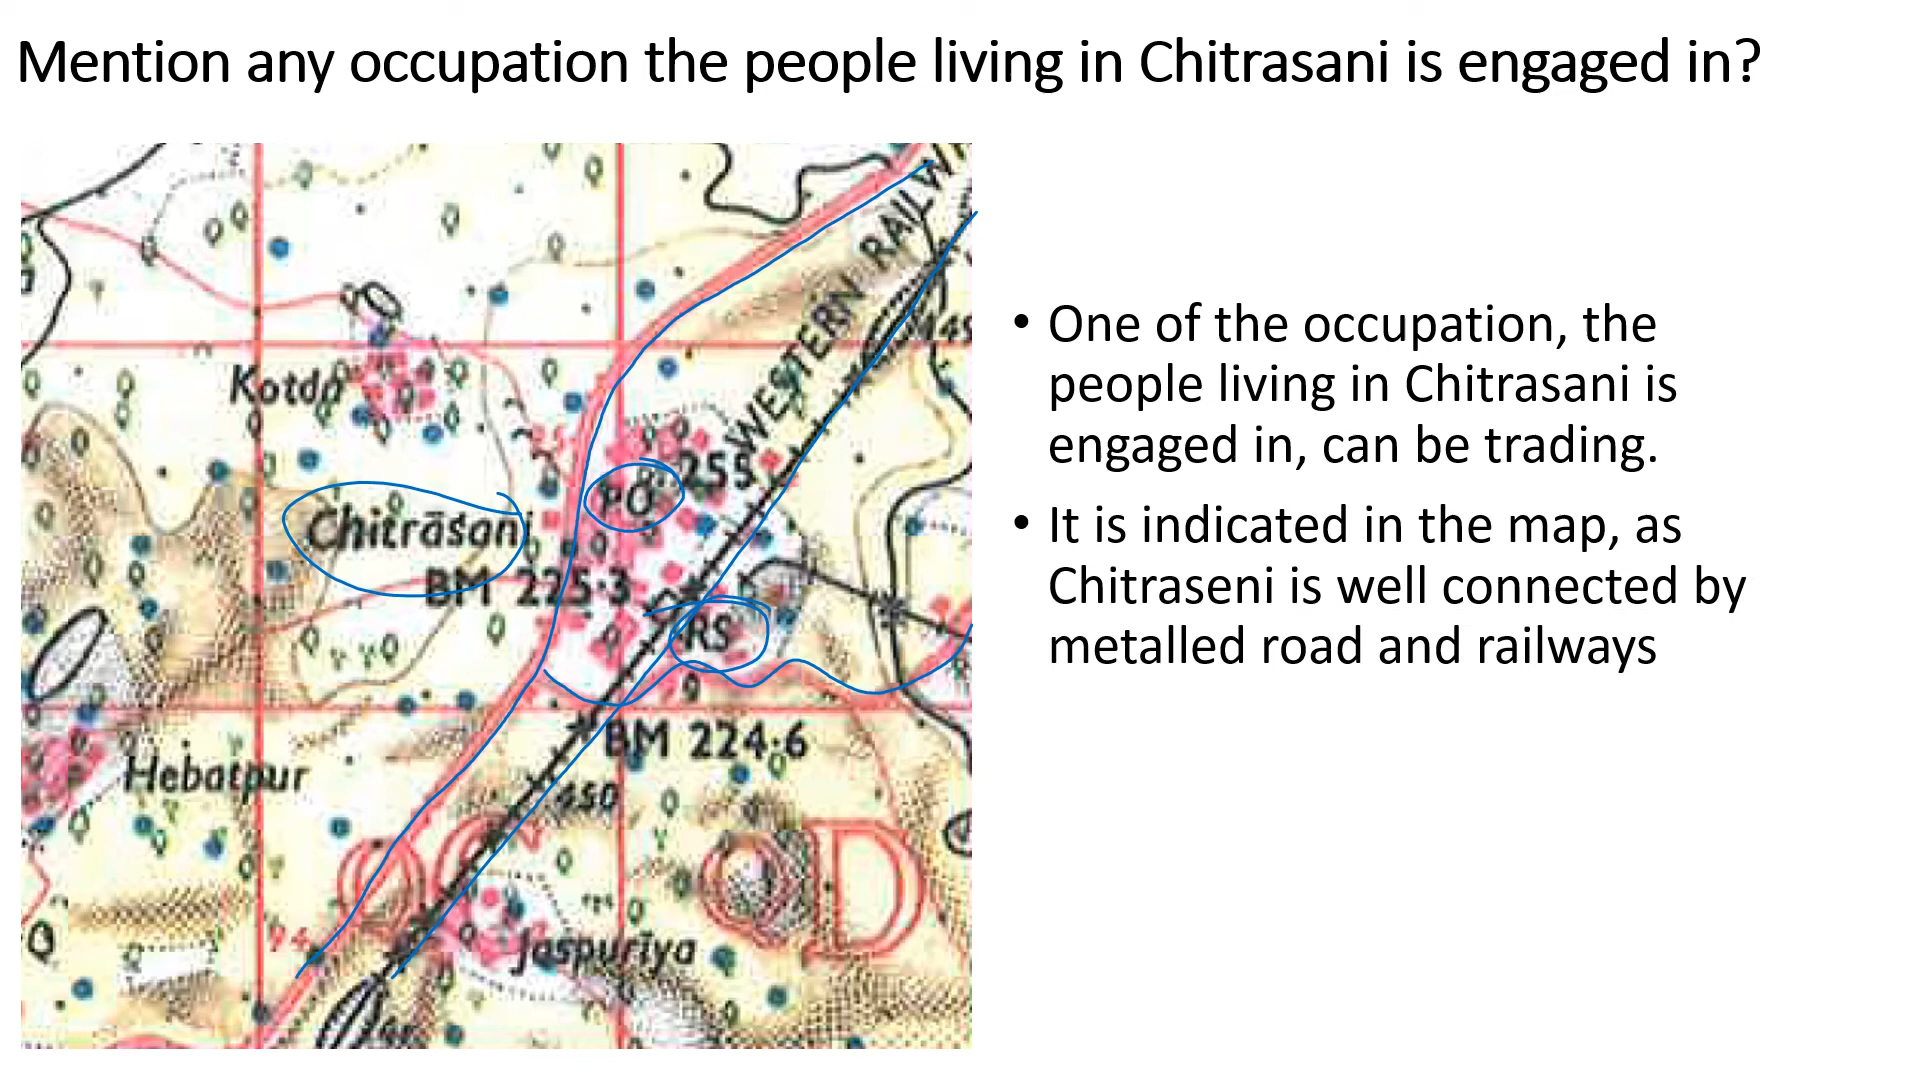 Mention any occupation the people living in Chitrasani is engaged in?
WESTERN RAILW
Kotda
255
PO
Chitrāsani
BM 225·3
RS
BM 224·6
Hebatpur
450
94
Jaspuriya
• One of the occupation, the
people living in Chitrasani is
engaged in, can be trading.
• It is indicated in the map, as
Chitraseni is well connected by
metalled road and railways